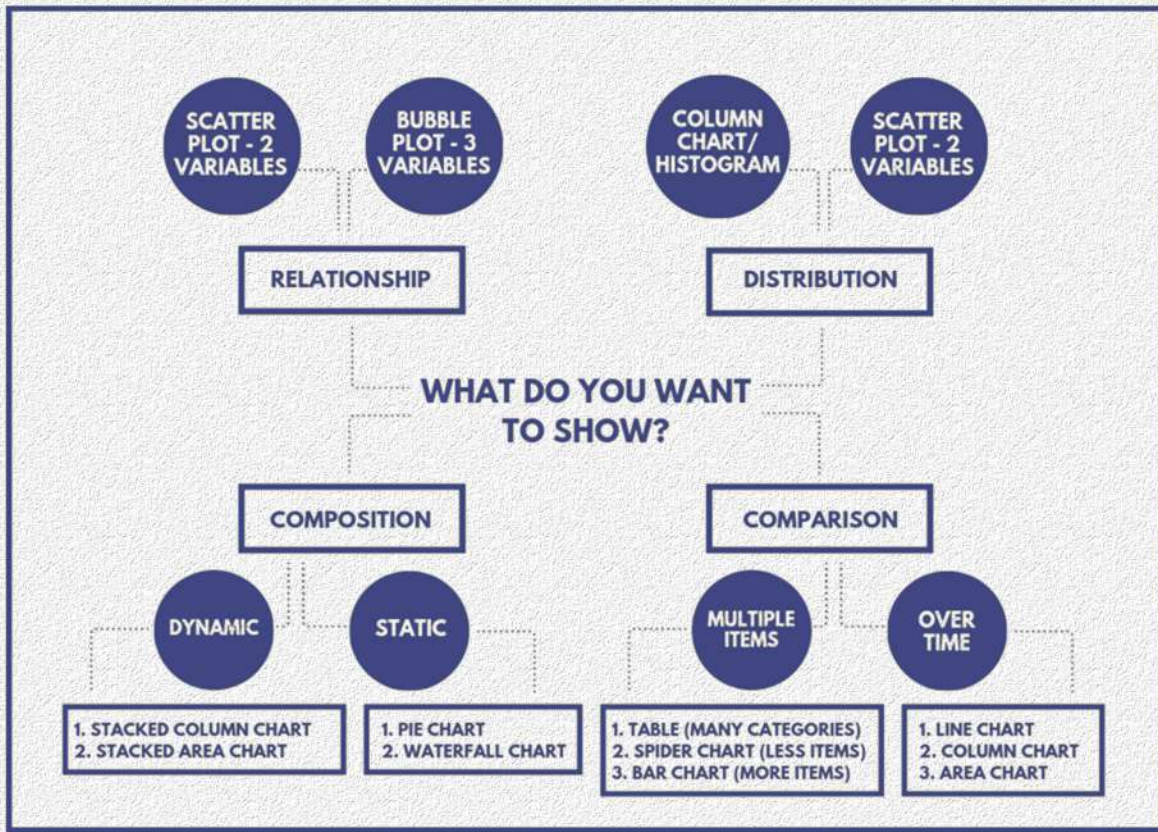 SCATTER
PLOT - 2
VARIABLES
BUBBLE
PLOT - 3
VARIABLES
COLUMN
CHART/
HISTOGRAM
SCATTER
PLOT - 2
VARIABLES
RELATIONSHIP
DISTRIBUTION
WHAT DO YOU WANT
TO SHOW?
COMPOSITION
COMPARISON
DYNAMIC
STATIC
MULTIPLE
ITEMS
OVER
TIME
1. STACKED COLUMN CHART
2. STACKED AREA CHART
1. PIE CHART
2. WATERFALL CHART
1. TABLE (MANY CATEGORIES)
2. SPIDER CHART (LESS ITEMS)
3. BAR CHART (MORE ITEMS)
1. LINE CHART
2. COLUMN CHART
3. AREA CHART